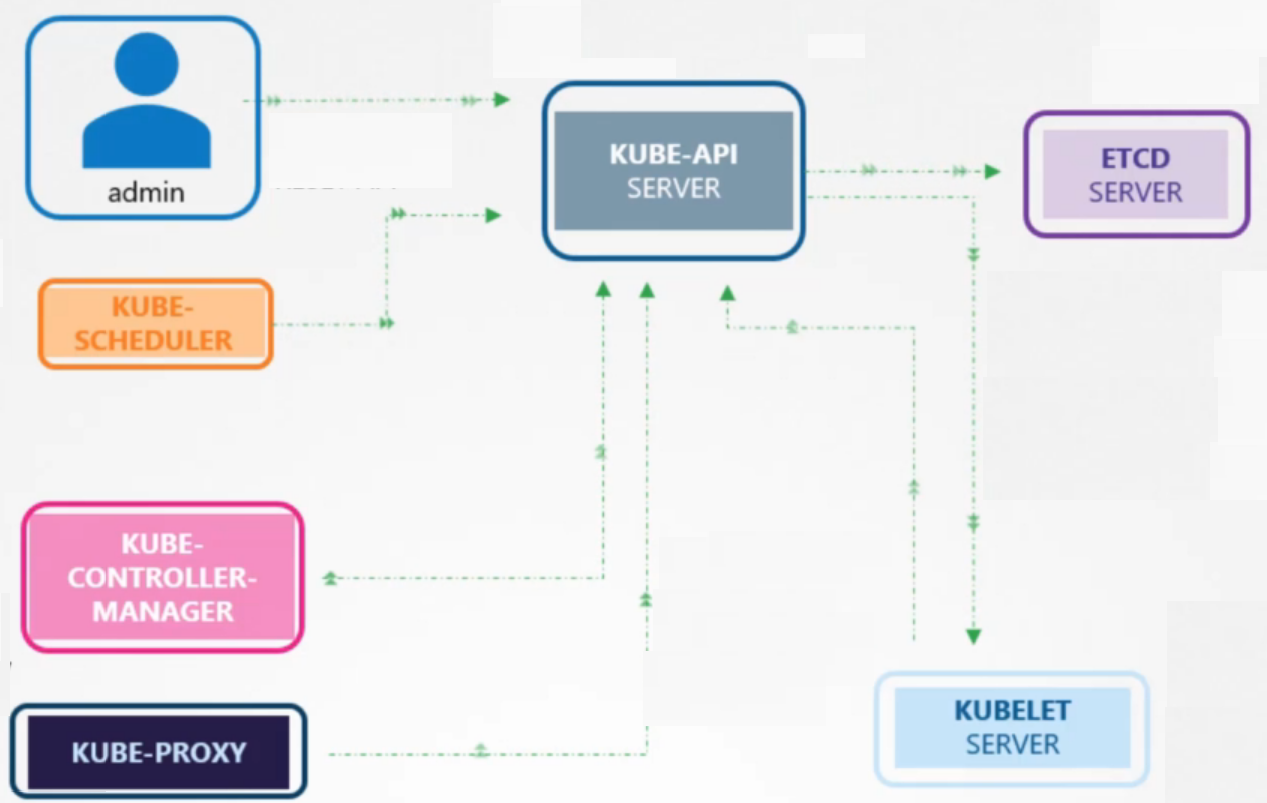 admin
KUBE-API
SERVER
ETCD
SERVER
KUBE-
SCHEDULER
KUBE-
CONTROLLER-
MANAGER
KUBE-PROXY
KUBELET
SERVER